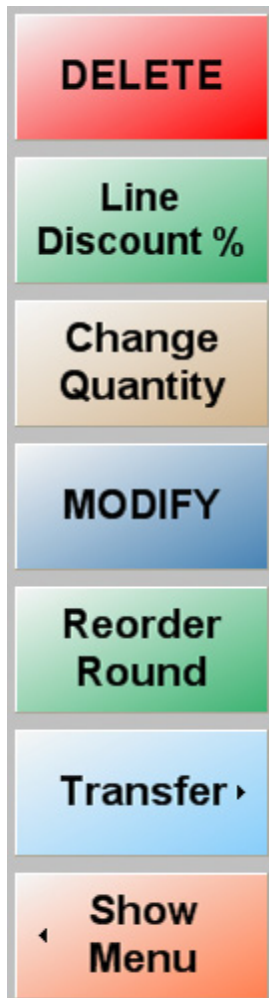 DELETE
Line
Discount %
Change
Quantity
MODIFY
Reorder
Round
Transfer
Show
Menu